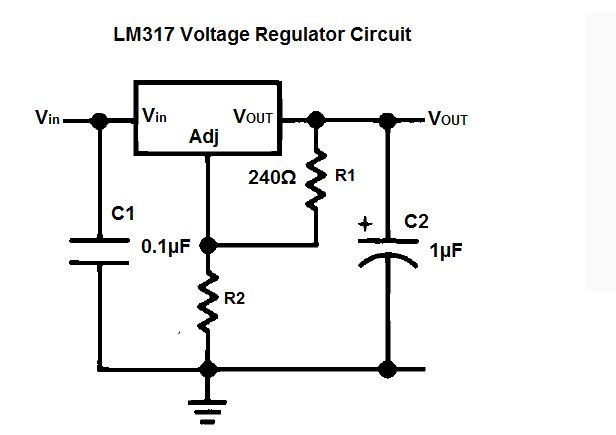 LM317 Voltage Regulator Circuit
Vin
Vin
VOUT
VOUT
Adj
240Ω
R1
C1
+
C2
0.1µF
1µF
R2